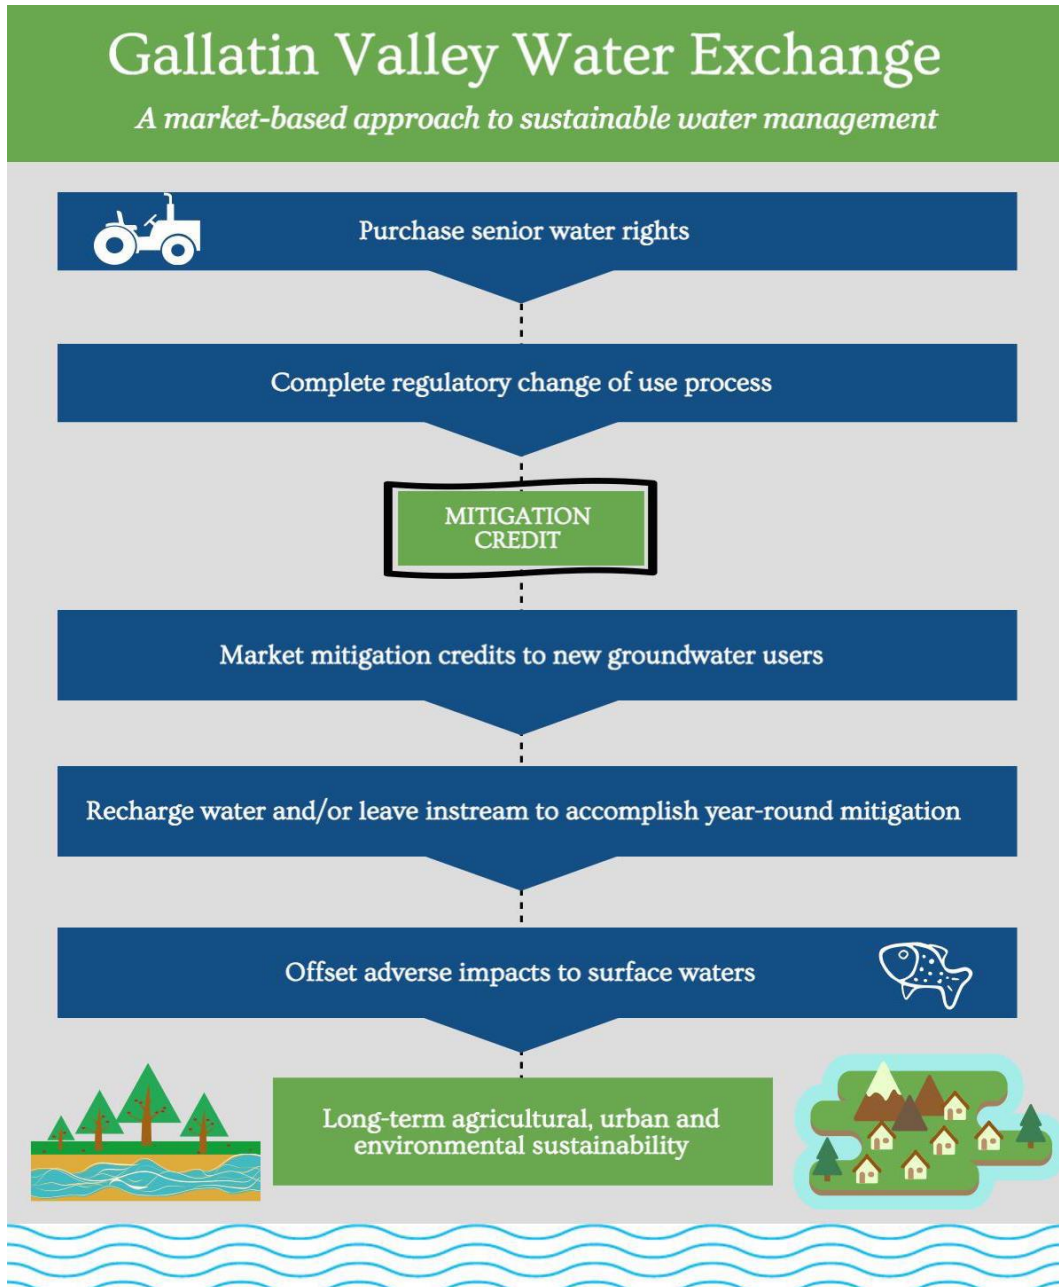 Gallatin Valley Water Exchange
A market-based approach to sustainable water management
Purchase senior water rights
Complete regulatory change of use process
MITIGATION
CREDIT
Market mitigation credits to new groundwater users
Recharge water and/or leave instream to accomplish year-round mitigation
Offset adverse impacts to surface waters
Long-term agricultural, urban and
environmental sustainability